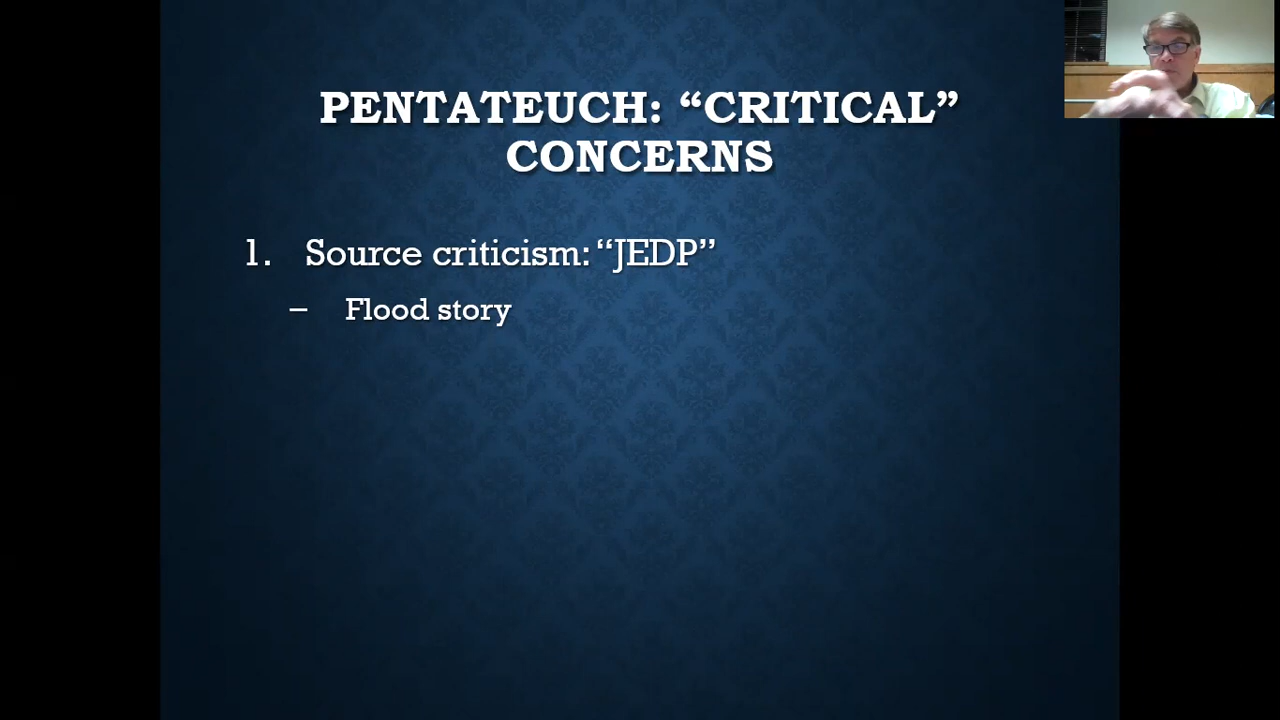 PENTATEUCH: “CRITICAL”
CONCERNS
1. Source criticism: “JEDP”
– Flood story